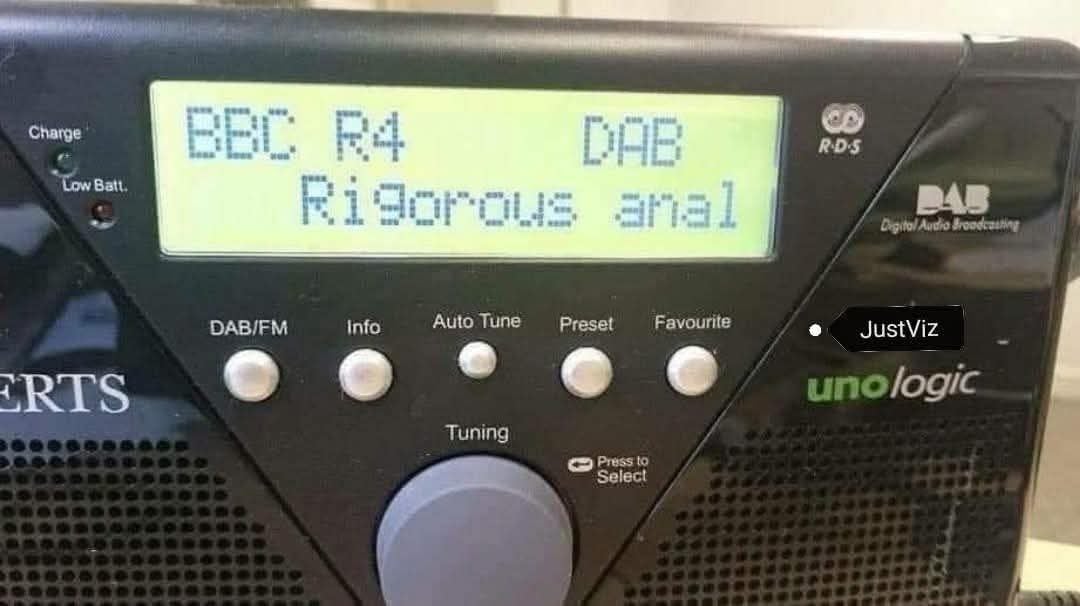 BBC R4 DAB
Rigorous anal
Charge
Low Batt.
R·D·S
DAB
Digital Audio Broadcasting
DAB/FM
Info
Auto Tune
Preset
Favourite
JustViz
ERTS
unologic
Tuning
Press to
Select